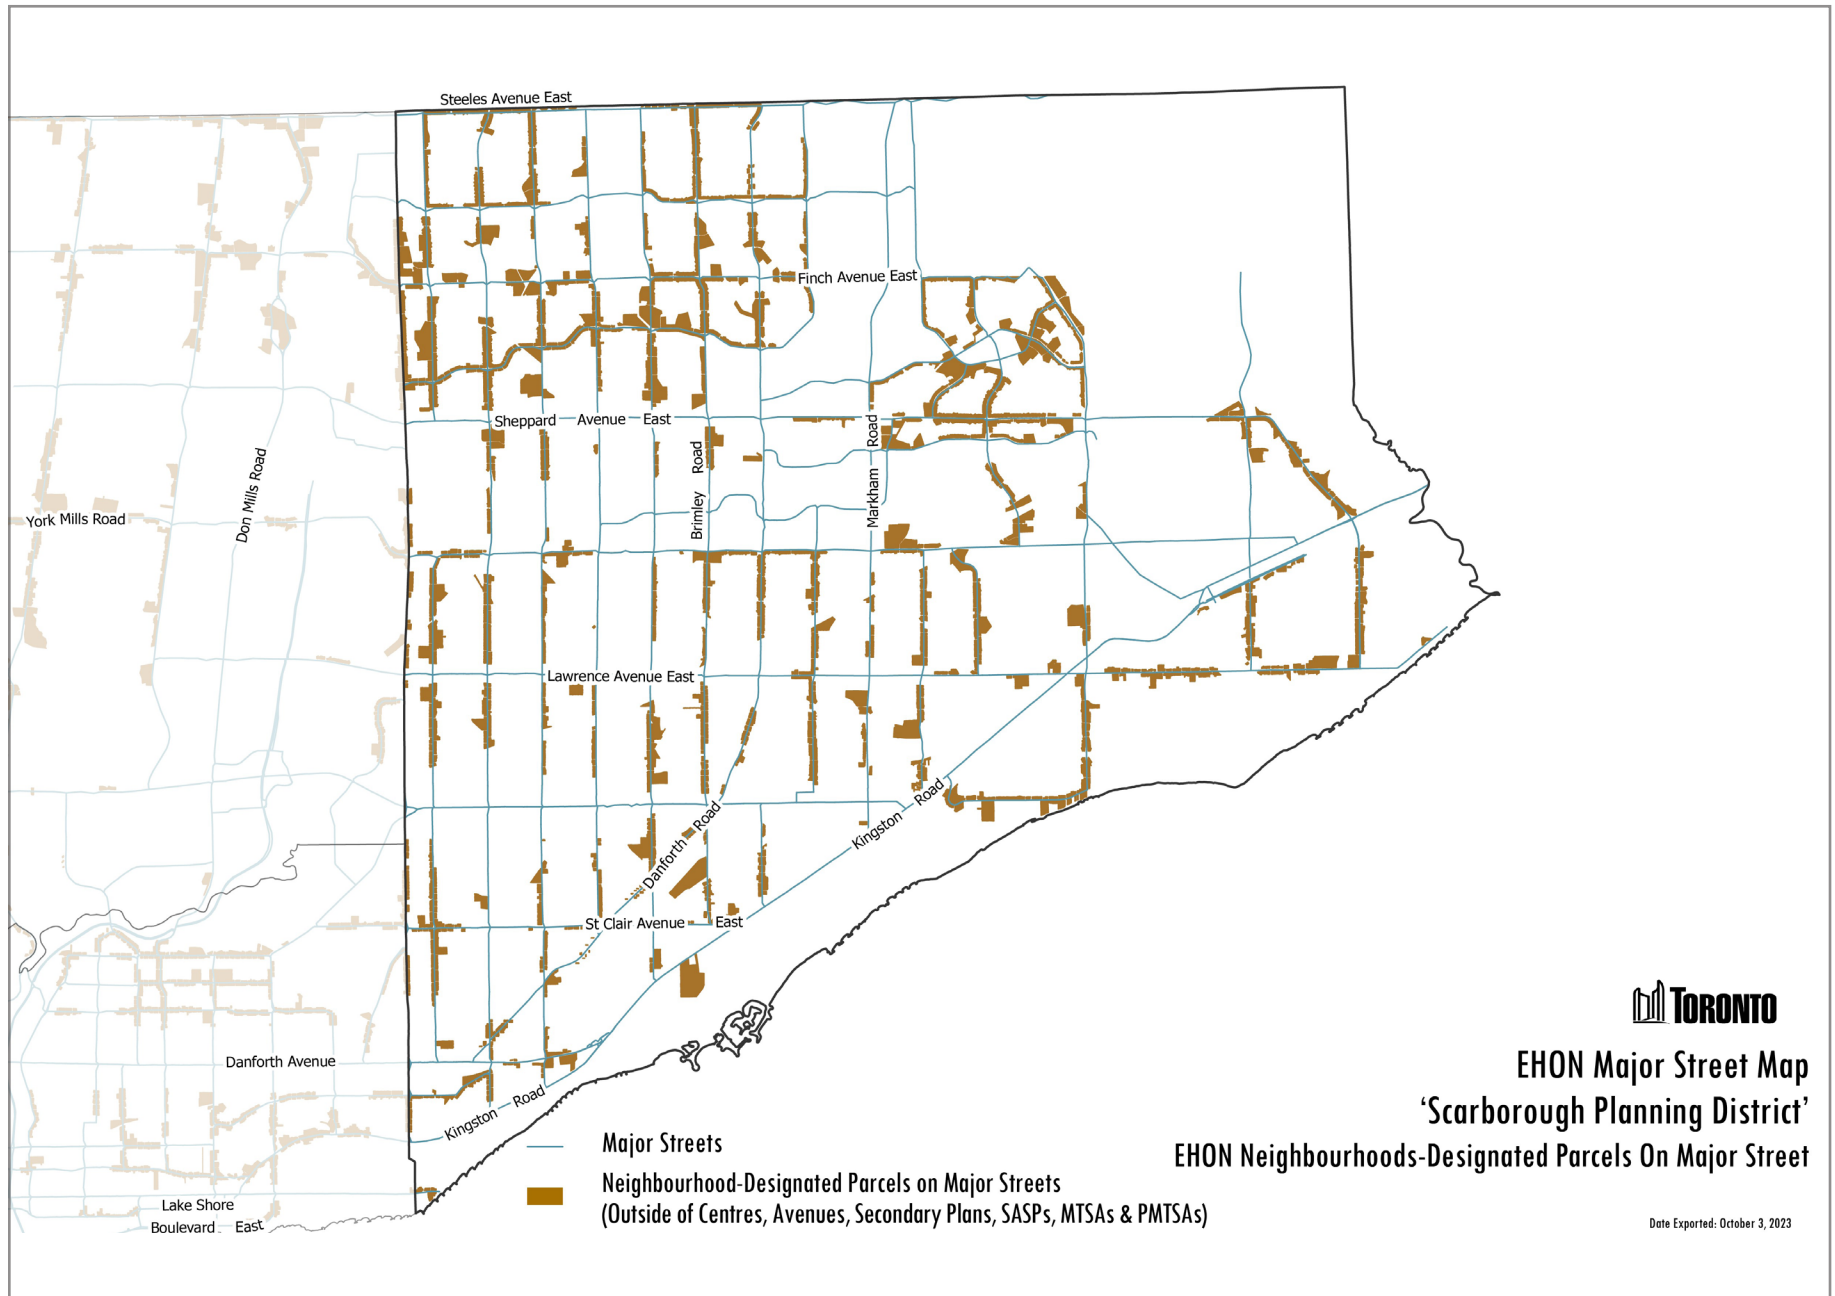 Steeles Avenue East
Finch Avenue East
Sheppard Avenue East
Brimley Road
Markham Road
Don Mills Road
York Mills Road
Lawrence Avenue East
Danforth Road
Kingston Road
St Clair Avenue East
Danforth Avenue
Kingston Road
Lake Shore
Boulevard East
TORONTO
EHON Major Street Map
‘Scarborough Planning District’
EHON Neighbourhoods-Designated Parcels On Major Street
Major Streets
Neighbourhood-Designated Parcels on Major Streets
(Outside of Centres, Avenues, Secondary Plans, SASPs, MTSAs & PMTSAs)
Date Exported: October 3, 2023